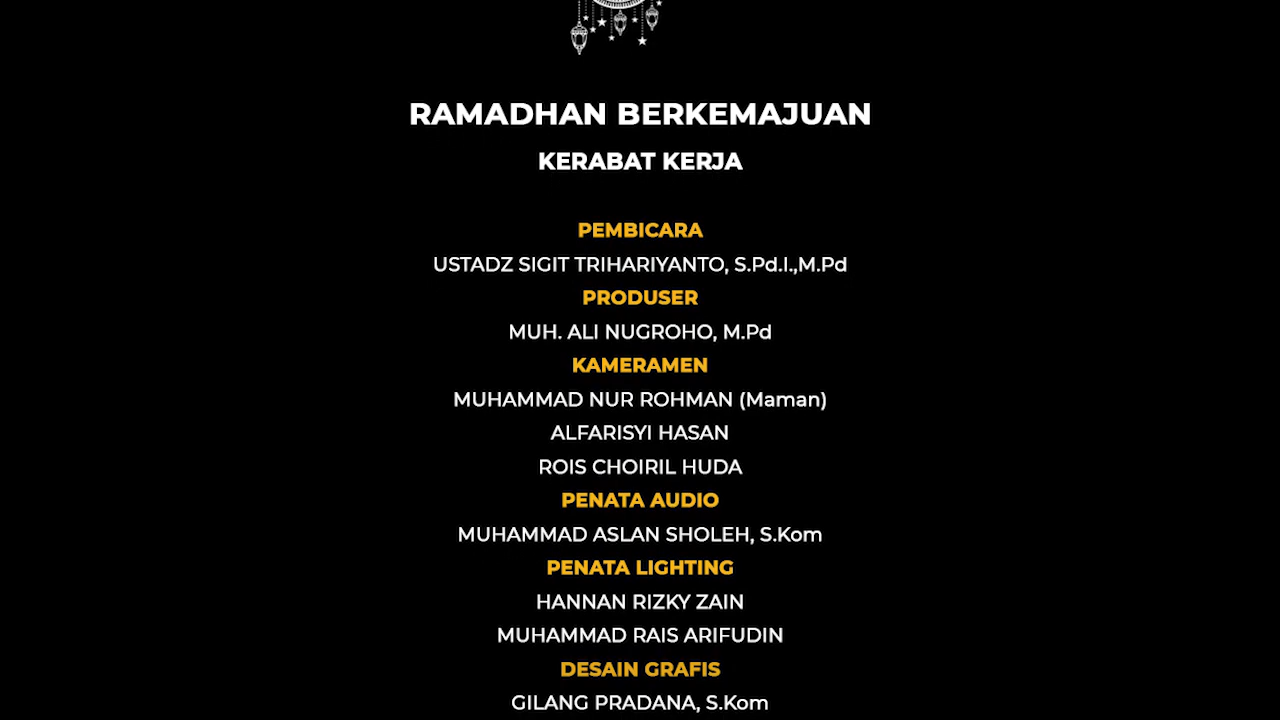 RAMADHAN BERKEMAJUAN
KERABAT KERJA
PEMBICARA
USTADZ SIGIT TRIHARIYANTO, S.Pd.I.,M.Pd
PRODUSER
MUH. ALI NUGROHO, M.Pd
KAMERAMEN
MUHAMMAD NUR ROHMAN (Maman)
ALFARISYI HASAN
ROIS CHOIRIL HUDA
PENATA AUDIO
MUHAMMAD ASLAN SHOLEH, S.Kom
PENATA LIGHTING
HANNAN RIZKY ZAIN
MUHAMMAD RAIS ARIFUDIN
DESAIN GRAFIS
GILANG PRADANA, S.Kom